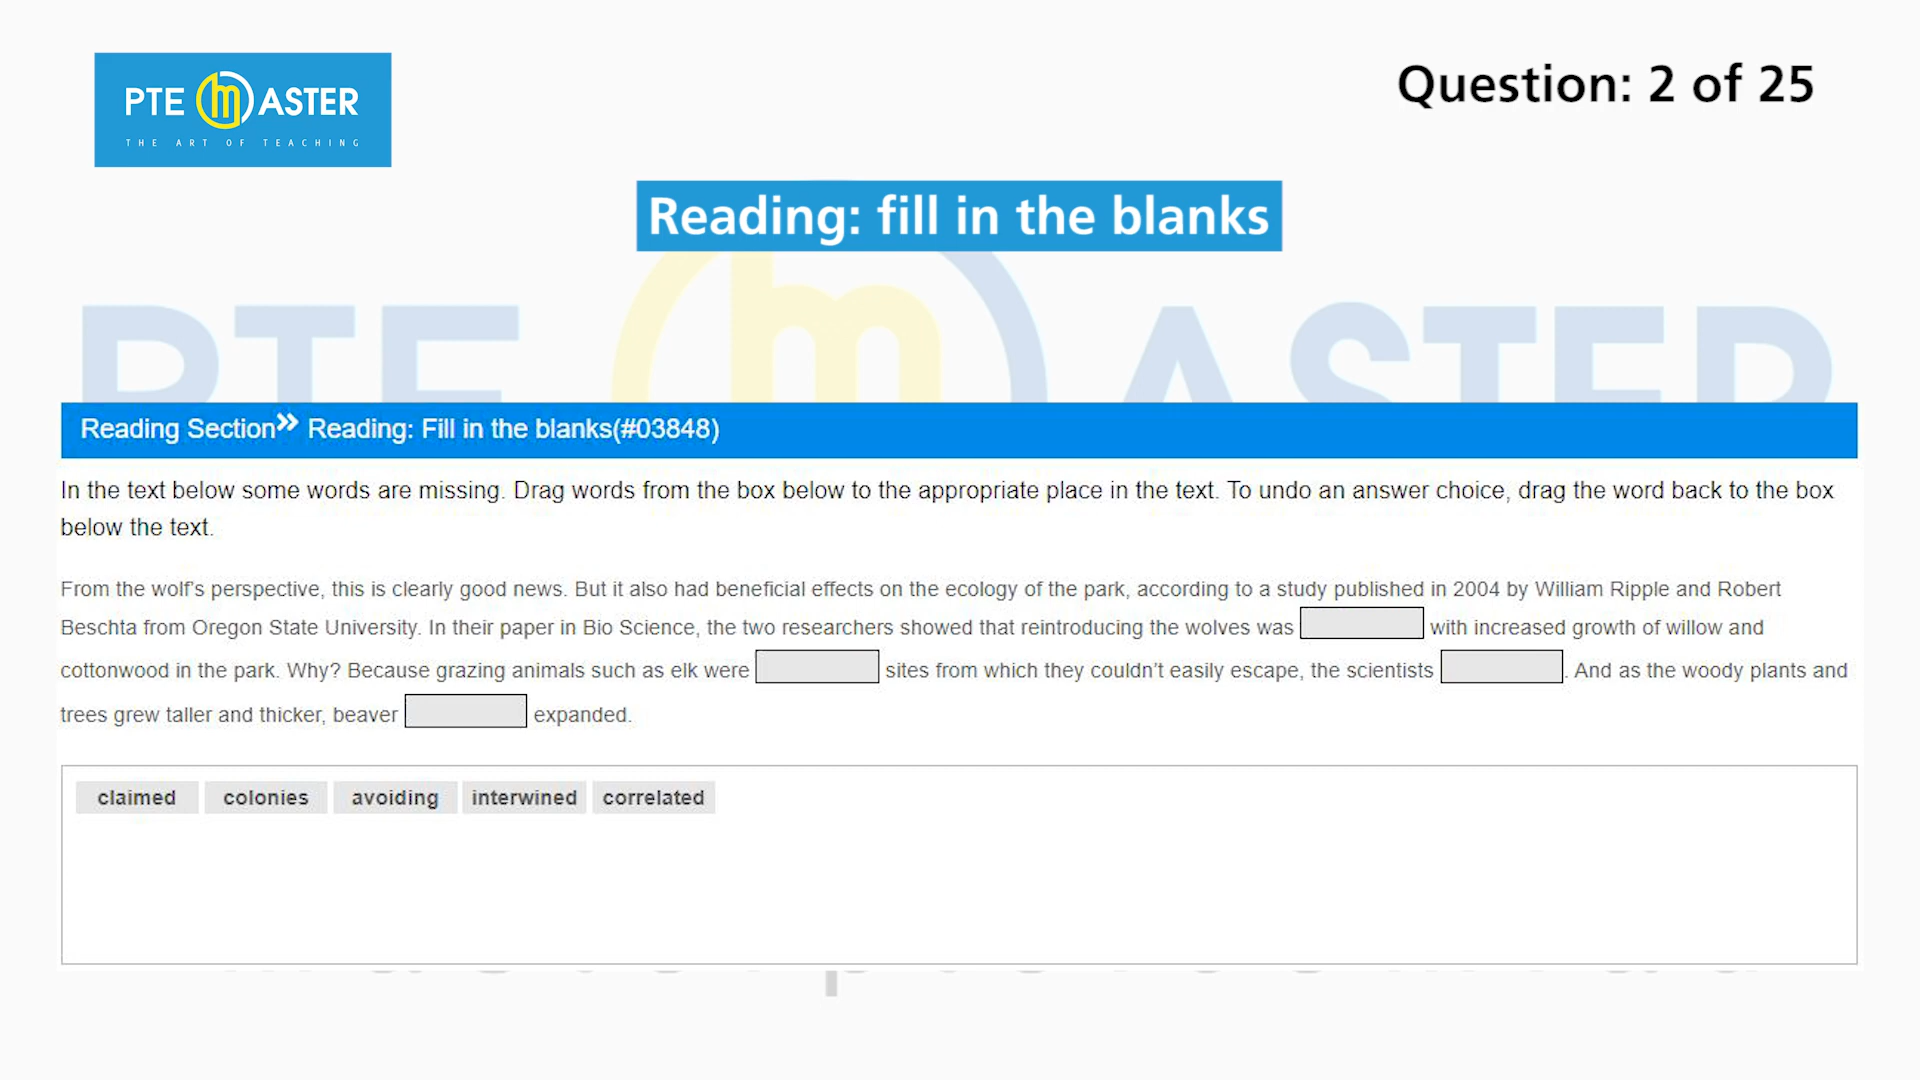 PTE MASTER
THE ART OF TEACHING
Question: 2 of 25
Reading: fill in the blanks
PTE m ASTER
Reading Section» Reading: Fill in the blanks(#03848)
In the text below some words are missing. Drag words from the box below to the appropriate place in the text. To undo an answer choice, drag the word back to the box
below the text.
From the wolf's perspective, this is clearly good news. But it also had beneficial effects on the ecology of the park, according to a study published in 2004 by William Ripple and Robert
Beschta from Oregon State University. In their paper in Bio Science, the two researchers showed that reintroducing the wolves was with increased growth of willow and
cottonwood in the park. Why? Because grazing animals such as elk were sites from which they couldn't easily escape, the scientists . And as the woody plants and
trees grew taller and thicker, beaver expanded.
claimed colonies avoiding interwined correlated